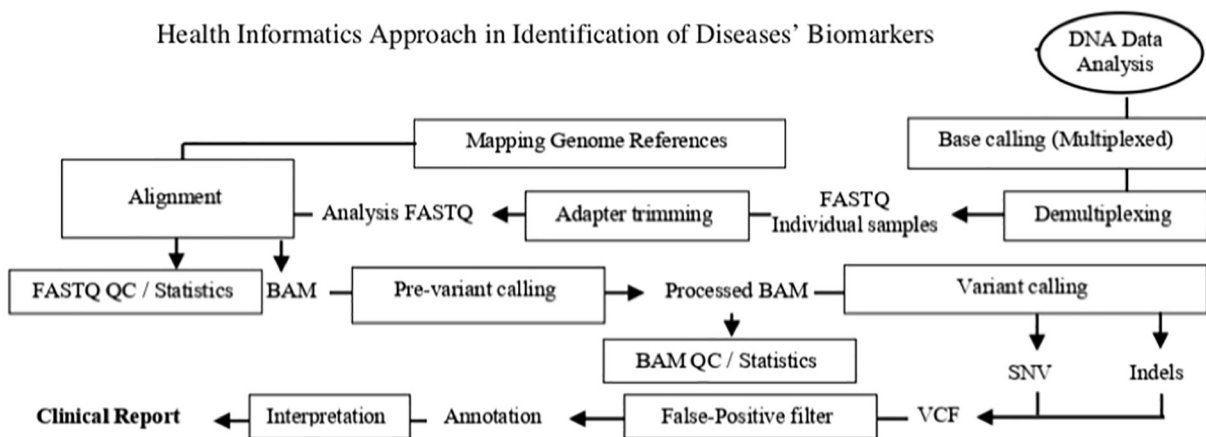 Health Informatics Approach in Identification of Diseases' Biomarkers
DNA Data
Analysis
Mapping Genome References
Base calling (Multiplexed)
Alignment
Analysis FASTQ
Adapter trimming
FASTQ
Individual samples
Demultiplexing
FASTQ QC / Statistics
BAM
Pre-variant calling
Processed BAM
Variant calling
BAM QC / Statistics
SNV
Indels
Clinical Report
Interpretation
Annotation
False-Positive filter
VCF